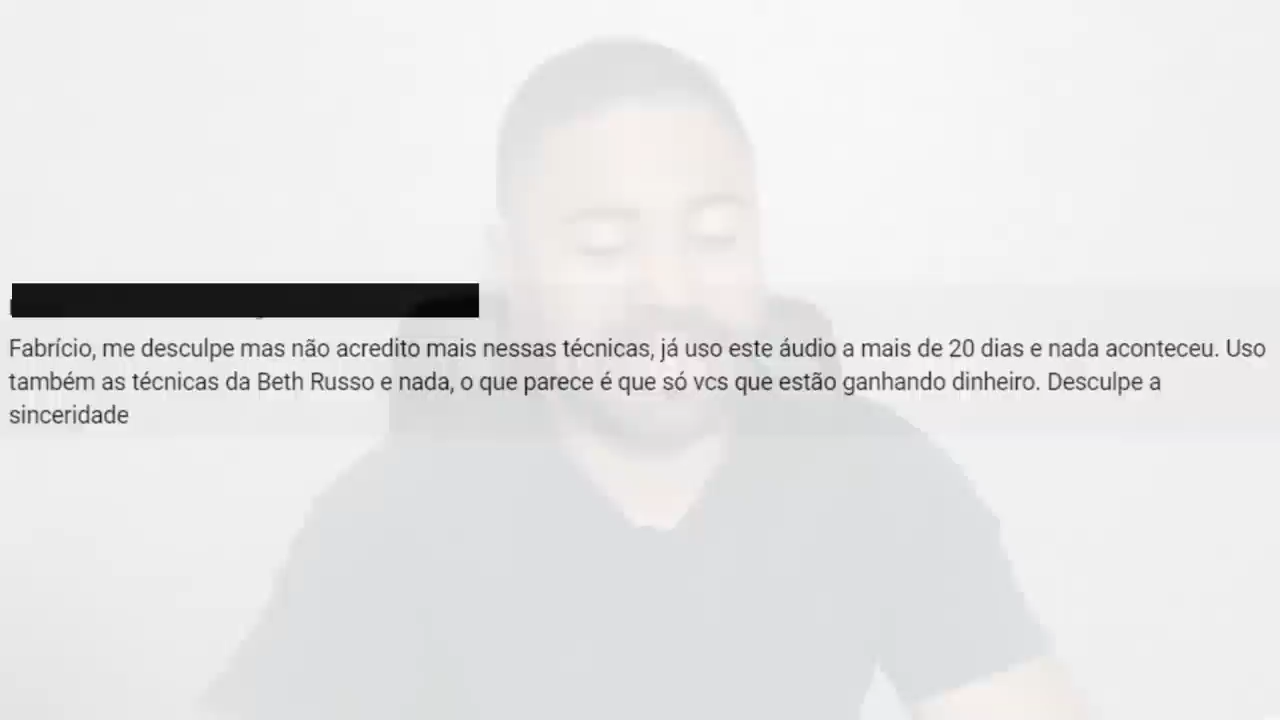 Fabrício, me desculpe mas não acredito mais nessas técnicas, já uso este áudio a mais de 20 dias e nada aconteceu. Uso
também as técnicas da Beth Russo e nada, o que parece é que só vcs que estão ganhando dinheiro. Desculpe a
sinceridade